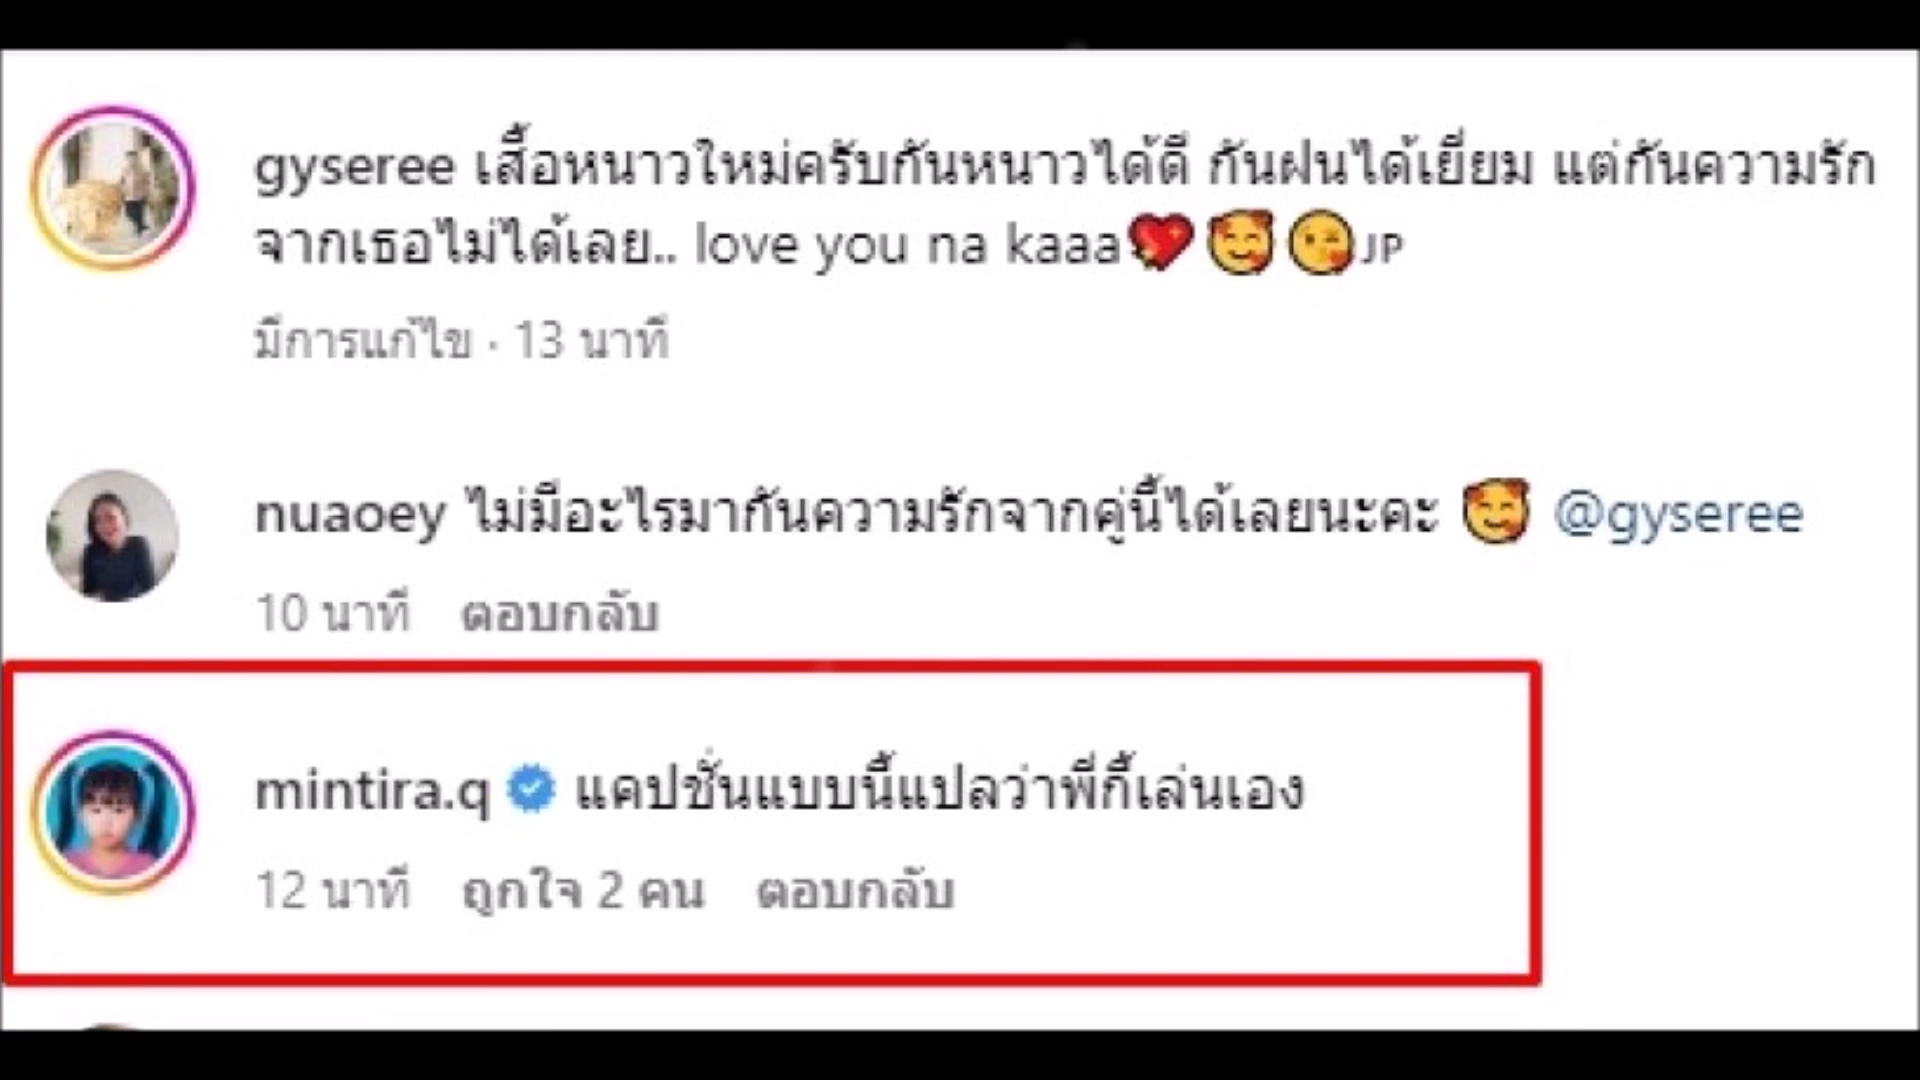 gyseree เสื้อหนาวใหม่ครับกันหนาวได้ดี กันฝนได้เยี่ยม แต่กันความรัก
จากเธอไม่ได้เลย.. love you na kaaa💖🥰😘JP
มีการแก้ไข · 13 นาที
nuaoey ไม่มีอะไรมากันความรักจากคู่นี้ได้เลยนะคะ 🥰 @gyseree
10 นาที ตอบกลับ
mintira.q แคปชั่นแบบนี้แปลว่าพี่กี้เล่นเอง
12 นาที ถูกใจ 2 คน ตอบกลับ